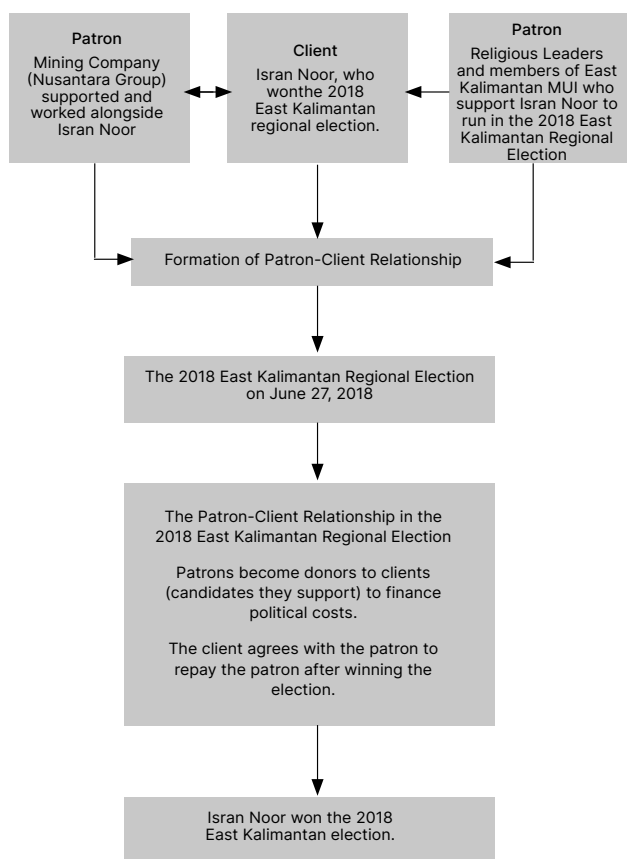 Patron
Mining Company
(Nusantara Group)
supported and
worked alongside
Isran Noor
Client
Isran Noor, who
wonthe 2018
East Kalimantan
regional election.
Patron
Religious Leaders
and members of East
Kalimantan MUI who
support Isran Noor to
run in the 2018 East
Kalimantan Regional
Election
Formation of Patron-Client Relationship
The 2018 East Kalimantan Regional Election
on June 27, 2018
The Patron-Client Relationship in the
2018 East Kalimantan Regional Election
Patrons become donors to clients
(candidates they support) to finance
political costs.
The client agrees with the patron to
repay the patron after winning the
election.
Isran Noor won the 2018
East Kalimantan election.